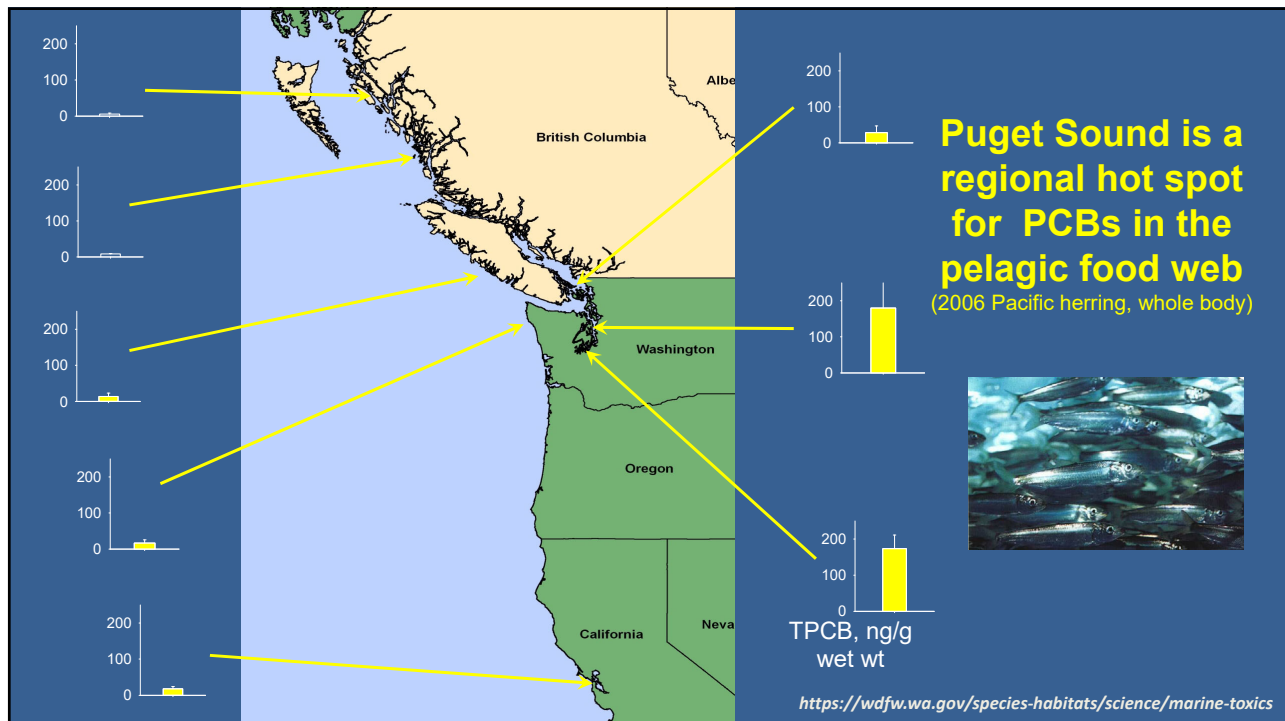 200
100
0
200
100
0
200
100
0
200
100
0
200
100
0
British Columbia
Albe
Washington
Oregon
California
Neva
200
100
0
200
100
0
200
100
0
TPCB, ng/g
wet wt
Puget Sound is a
regional hot spot
for PCBs in the
pelagic food web
(2006 Pacific herring, whole body)
https://wdfw.wa.gov/species-habitats/science/marine-toxics